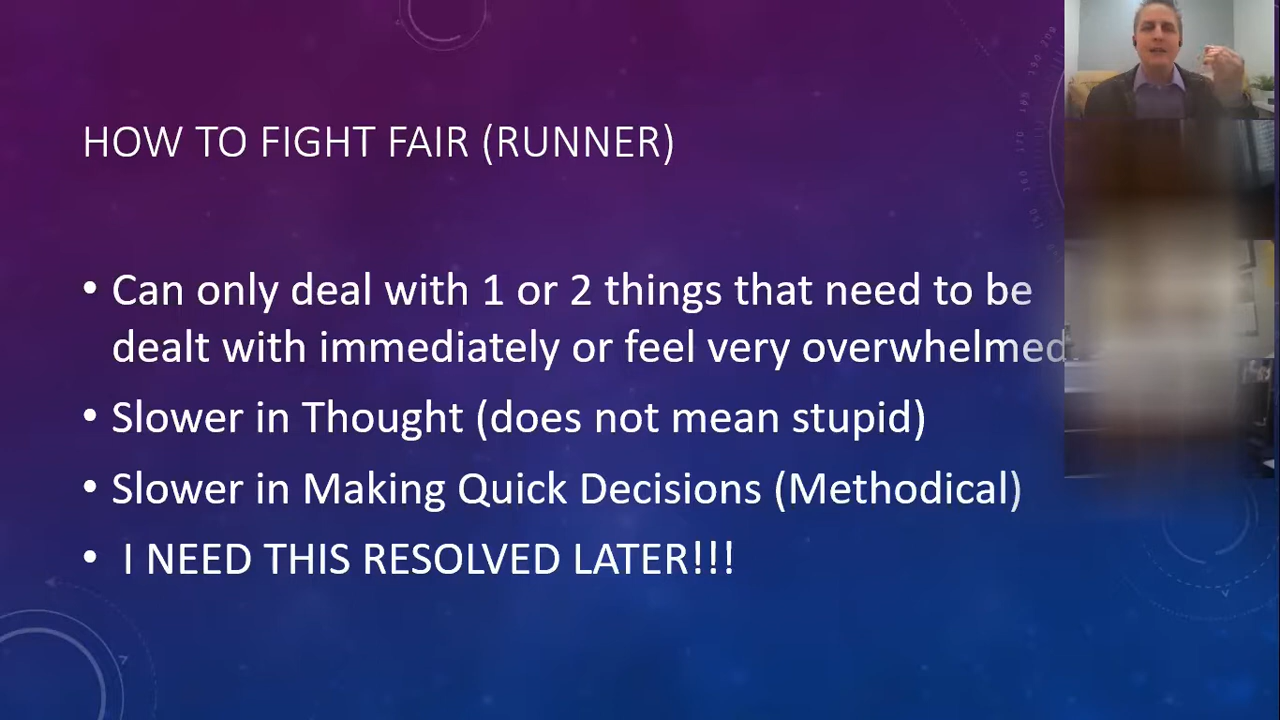 HOW TO FIGHT FAIR (RUNNER)
• Can only deal with 1 or 2 things that need to be
dealt with immediately or feel very overwhelmed.
• Slower in Thought (does not mean stupid)
• Slower in Making Quick Decisions (Methodical)
• I NEED THIS RESOLVED LATER!!!